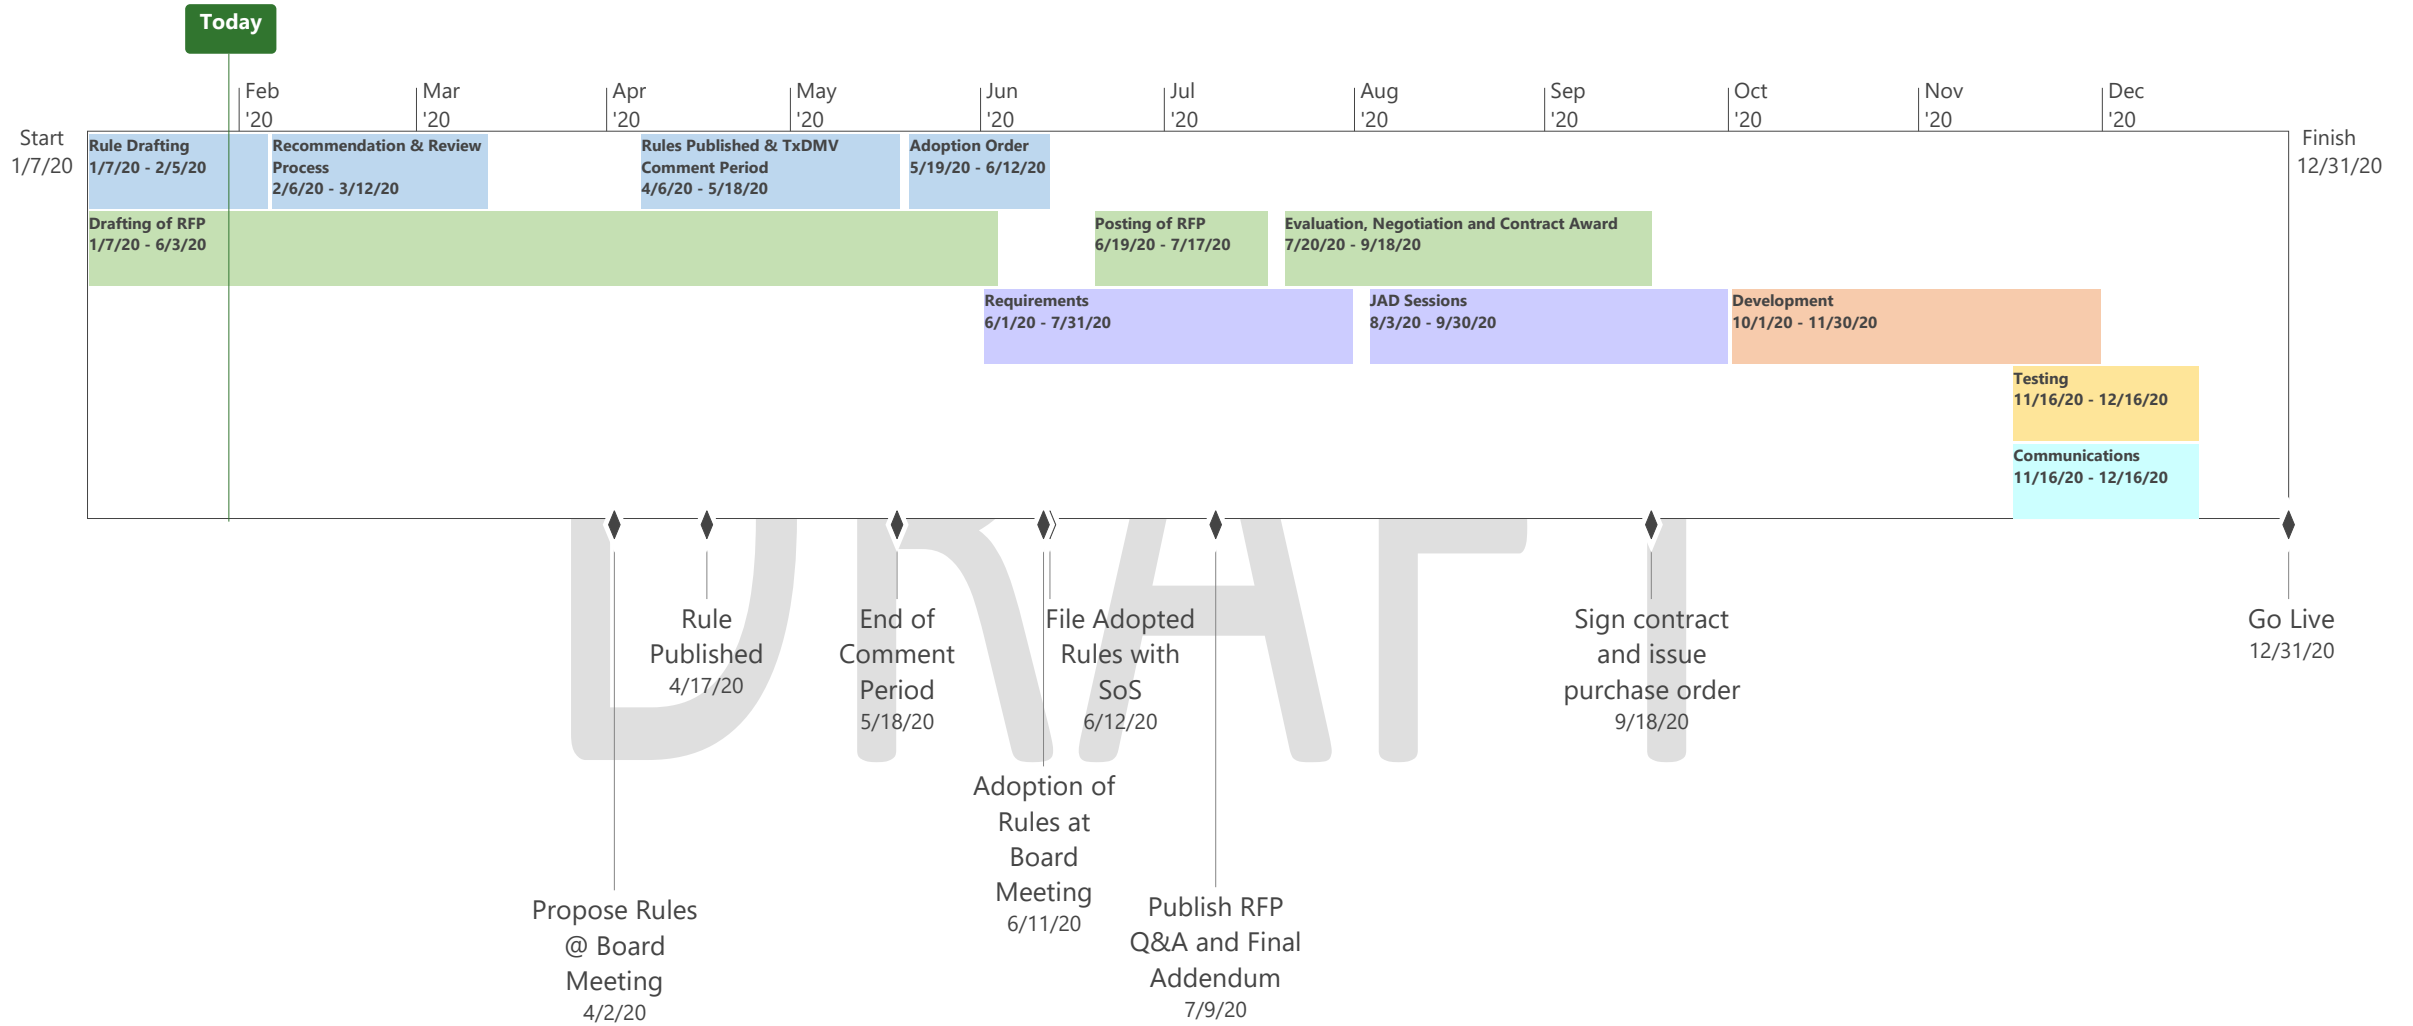 Today
Feb
'20
Mar
'20
Apr
'20
May
'20
Jun
'20
Jul
'20
Aug
'20
Sep
'20
Oct
'20
Nov
'20
Dec
'20
Start
1/7/20
Finish
12/31/20
Rule Drafting
1/7/20 - 2/5/20
Recommendation & Review
Process
2/6/20 - 3/12/20
Rules Published & TxDMV
Comment Period
4/6/20 - 5/18/20
Adoption Order
5/19/20 - 6/12/20
Drafting of RFP
1/7/20 - 6/3/20
Posting of RFP
6/19/20 - 7/17/20
Evaluation, Negotiation and Contract Award
7/20/20 - 9/18/20
Requirements
6/1/20 - 7/31/20
JAD Sessions
8/3/20 - 9/30/20
Development
10/1/20 - 11/30/20
Testing
11/16/20 - 12/16/20
Communications
11/16/20 - 12/16/20
DRAFT
Rule
Published
4/17/20
End of
Comment
Period
5/18/20
File Adopted
Rules with
SoS
6/12/20
Sign contract
and issue
purchase order
9/18/20
Go Live
12/31/20
Adoption of
Rules at
Board
Meeting
6/11/20
Propose Rules
@ Board
Meeting
4/2/20
Publish RFP
Q&A and Final
Addendum
7/9/20